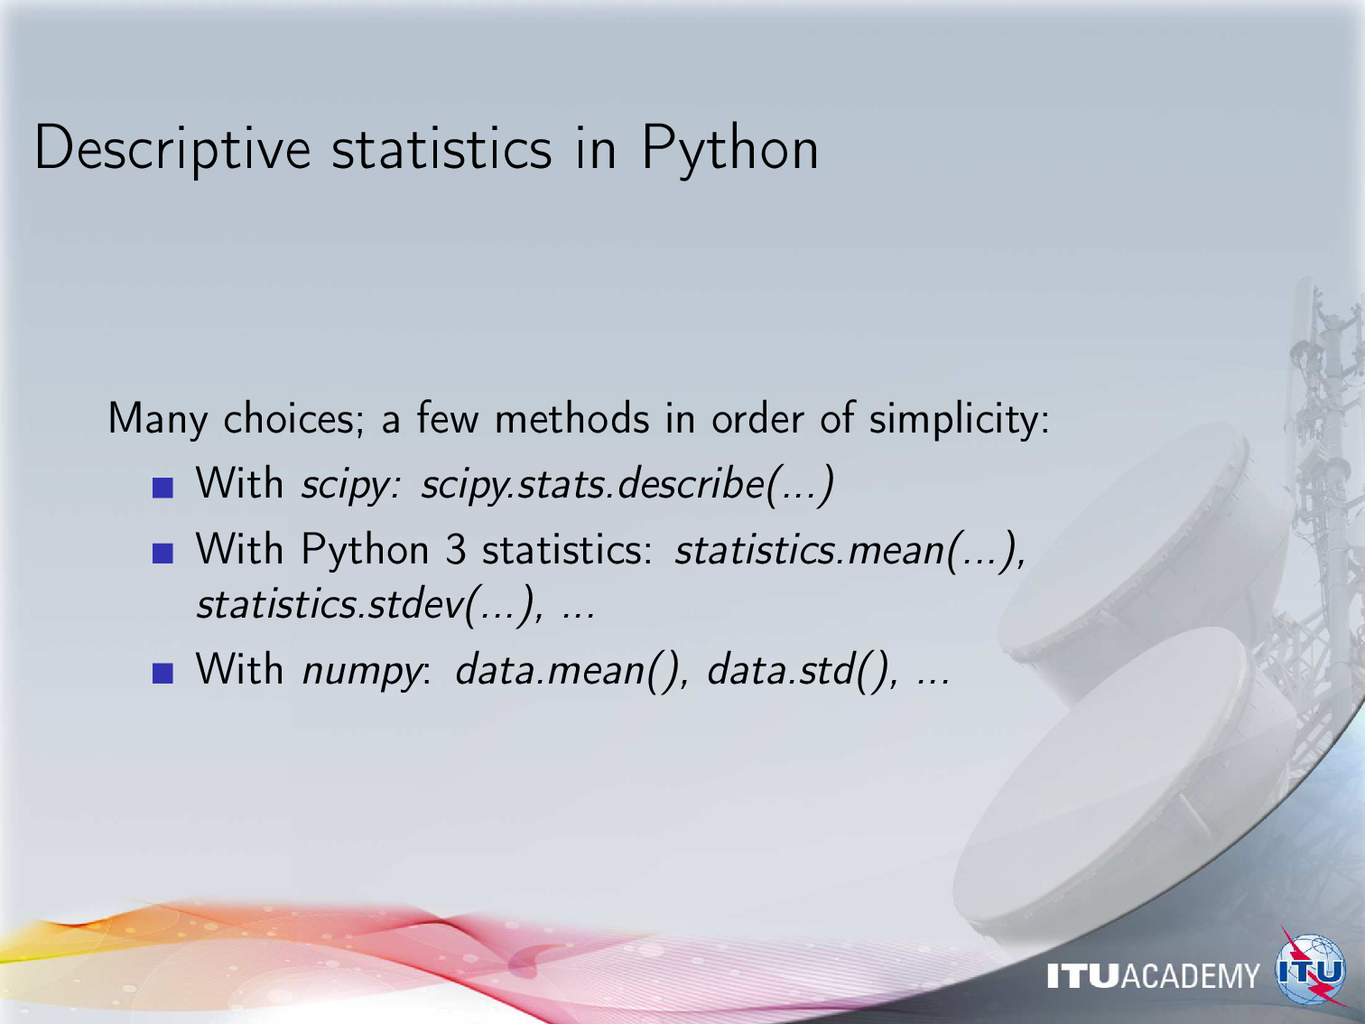 Descriptive statistics in Python
Many choices; a few methods in order of simplicity:
With scipy: scipy.stats.describe(...)
With Python 3 statistics: statistics.mean(...),
statistics.stdev(...), ...
With numpy: data.mean(), data.std(), ...
ITUACADEMY
ITU